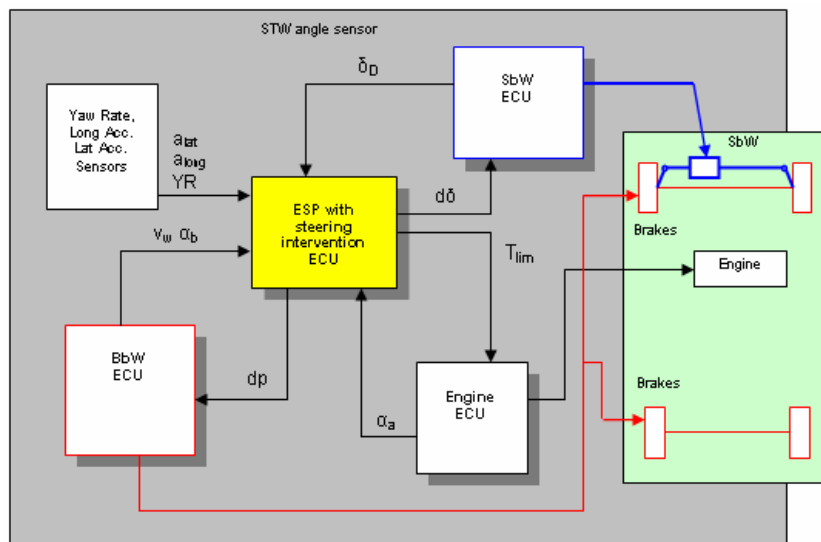 STW angle sensor
δD
SbW
ECU
Yaw Rate,
Long Acc.
Lat Acc.
Sensors
alat
along
YR
SbW
ESP with
steering
intervention
ECU
dδ
Brakes
vw αb
Tlim
Engine
BbW
ECU
dp
Engine
ECU
Brakes
αa